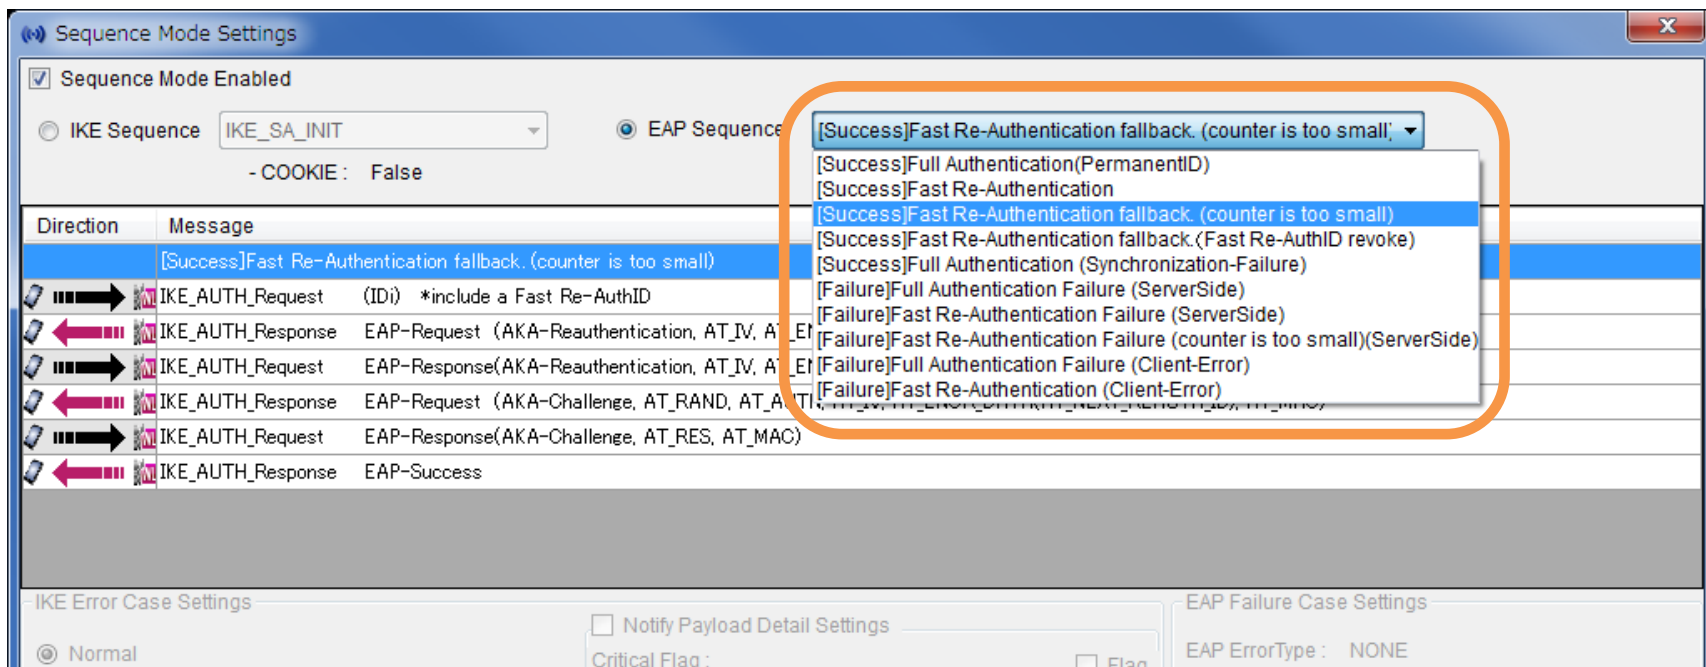 Sequence Mode Settings
Sequence Mode Enabled
IKE Sequence IKE_SA_INIT EAP Sequence [Success]Fast Re-Authentication fallback. (counter is too small)
- COOKIE : False
[Success]Full Authentication(PermanentID)
[Success]Fast Re-Authentication
[Success]Fast Re-Authentication fallback. (counter is too small)
[Success]Fast Re-Authentication fallback.(Fast Re-AuthID revoke)
[Success]Full Authentication (Synchronization-Failure)
[Failure]Full Authentication Failure (ServerSide)
[Failure]Fast Re-Authentication Failure (ServerSide)
[Failure]Fast Re-Authentication Failure (counter is too small)(ServerSide)
[Failure]Full Authentication Failure (Client-Error)
[Failure]Fast Re-Authentication (Client-Error)
Direction Message
[Success]Fast Re-Authentication fallback. (counter is too small)
IKE_AUTH_Request (IDi) *include a Fast Re-AuthID
IKE_AUTH_Response EAP-Request (AKA-Reauthentication, AT_IV,
IKE_AUTH_Request EAP-Response(AKA-Reauthentication, AT_IV,
IKE_AUTH_Response EAP-Request (AKA-Challenge, AT_RAND, AT_AUTN, AT_IV, AT_ENCR_DATA(AT_NEXT_REAUTH_ID), AT_MAC)
IKE_AUTH_Request EAP-Response(AKA-Challenge, AT_RES, AT_MAC)
IKE_AUTH_Response EAP-Success
IKE Error Case Settings
Normal
Notify Payload Detail Settings
Critical Flag : Flag
EAP Failure Case Settings
EAP ErrorType : NONE